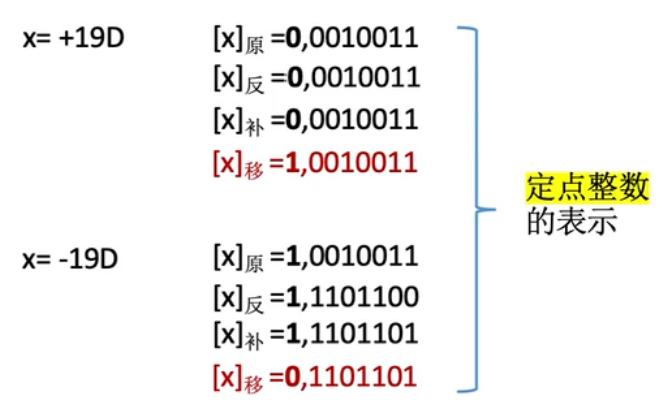 x= +19D
[x]原 =0,0010011
[x]反 =0,0010011
[x]补 =0,0010011
[x]移 =1,0010011
定点整数
的表示
x= -19D
[x]原 =1,0010011
[x]反 =1,1101100
[x]补 =1,1101101
[x]移 =0,1101101